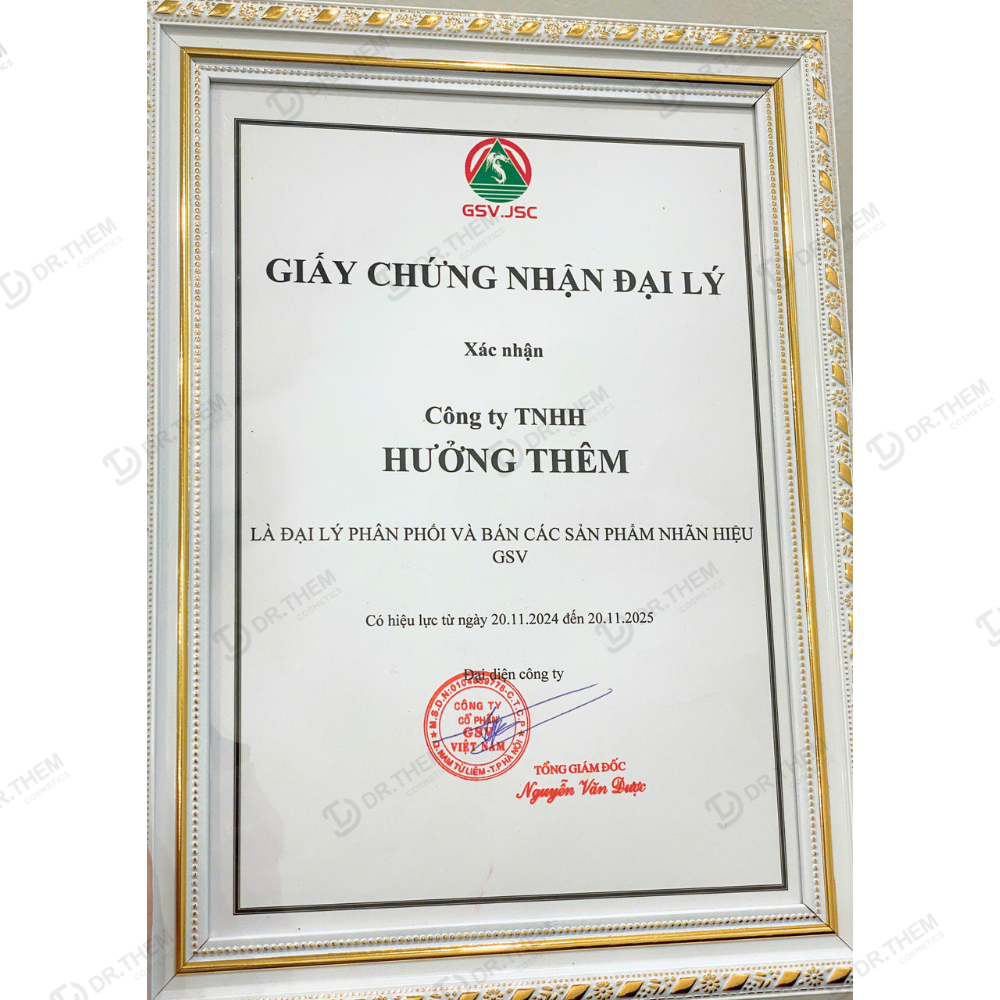 GSV.JSC
GIẤY CHỨNG NHẬN ĐẠI LÝ
Xác nhận
Công ty TNHH
HƯỞNG THÊM
LÀ ĐẠI LÝ PHÂN PHỐI VÀ BÁN CÁC SẢN PHẨM NHÃN HIỆU
GSV
Có hiệu lực từ ngày 20.11.2024 đến 20.11.2025
Đại diện công ty
CÔNG TY
CỔ PHẦN
GSV
VIỆT NAM
TỔNG GIÁM ĐỐC
Nguyễn Văn Dược
DR.THEM
COSMETICS